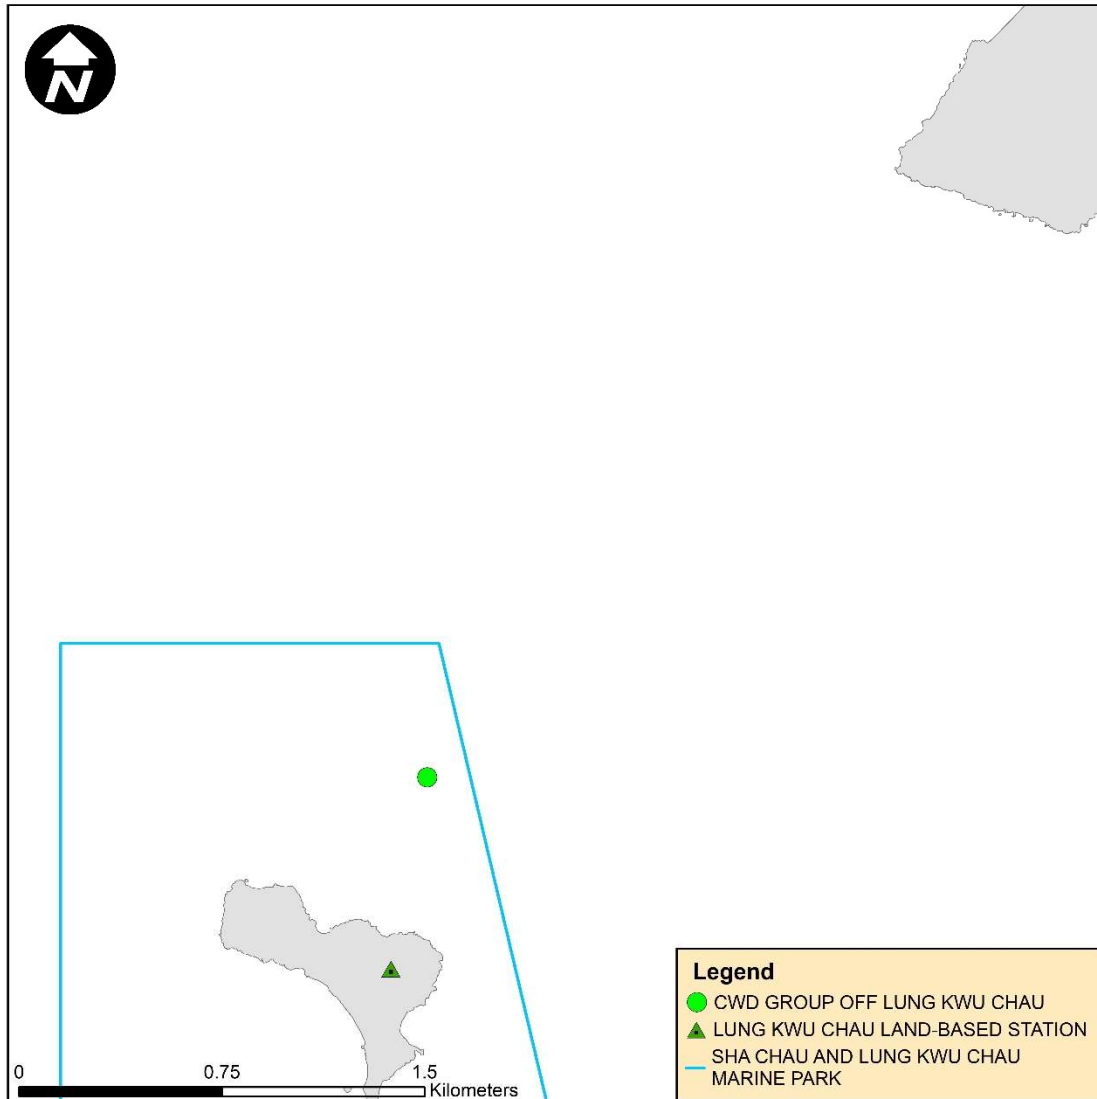 N
Legend
CWD GROUP OFF LUNG KWU CHAU
LUNG KWU CHAU LAND-BASED STATION
SHA CHAU AND LUNG KWU CHAU
MARINE PARK
0 0.75 1.5
Kilometers